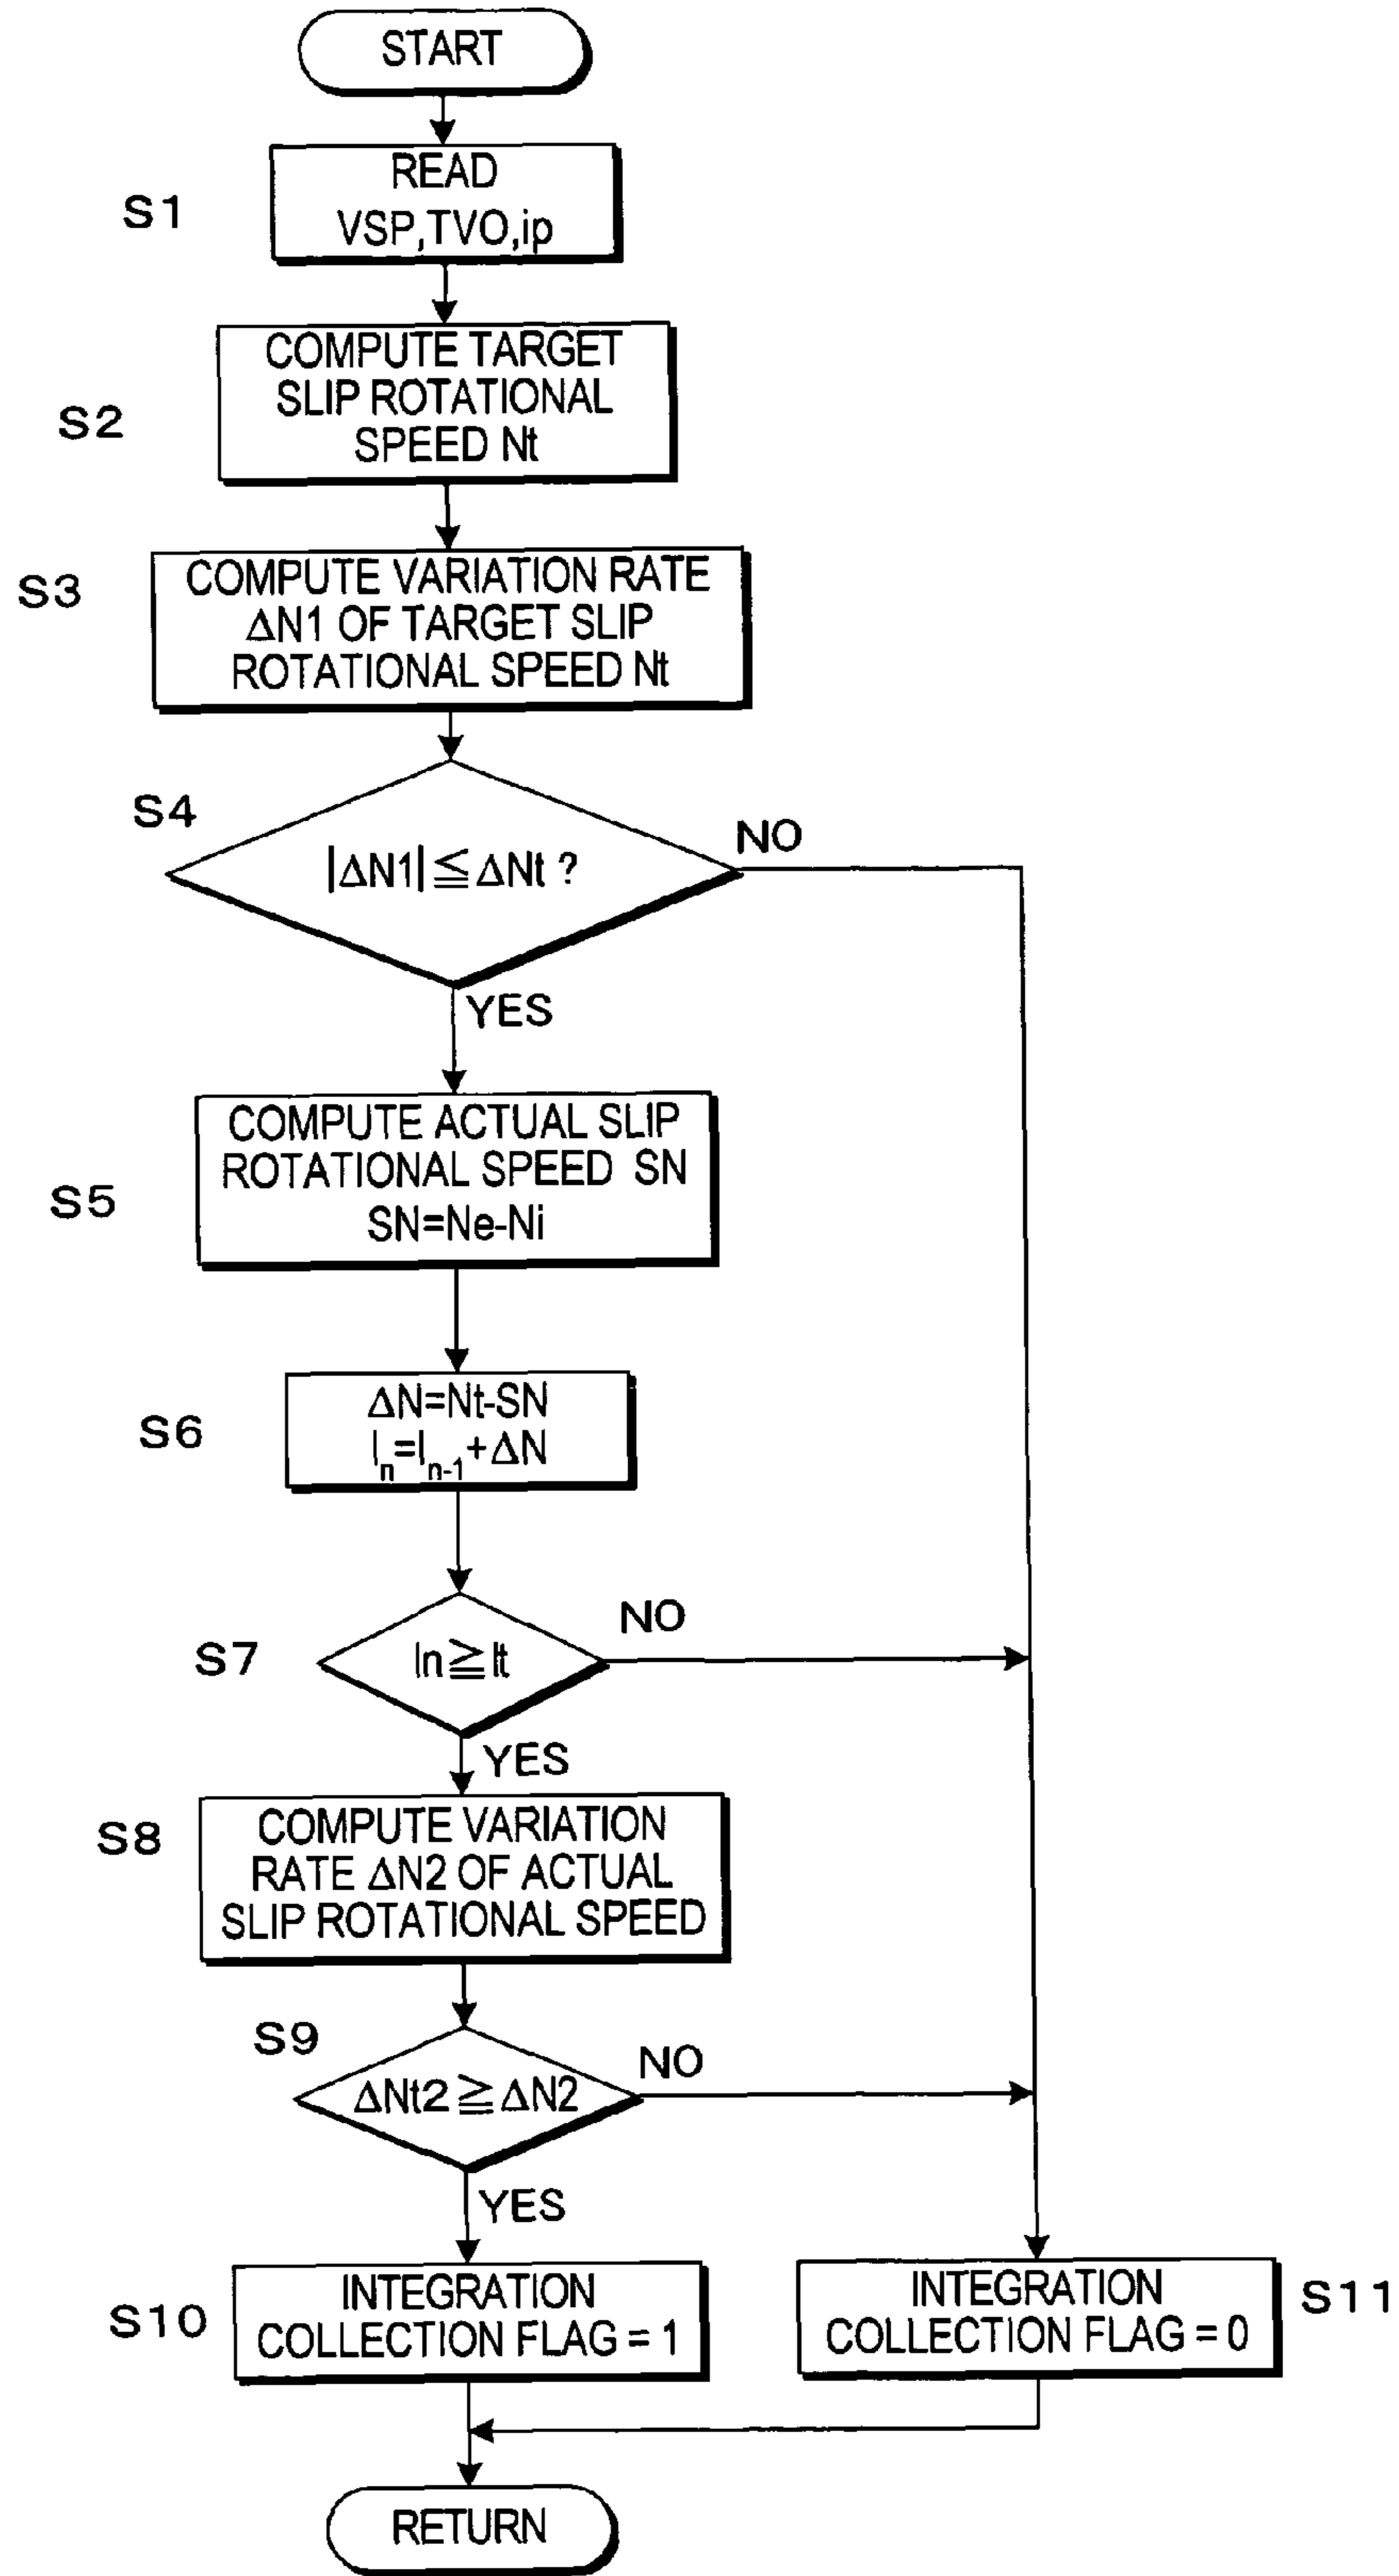 START
S1
READ
VSP,TVO,ip
S2
COMPUTE TARGET
SLIP ROTATIONAL
SPEED Nt
S3
COMPUTE VARIATION RATE
ΔN1 OF TARGET SLIP
ROTATIONAL SPEED Nt
S4
|ΔN1| ≦ ΔNt ?
NO
YES
S5
COMPUTE ACTUAL SLIP
ROTATIONAL SPEED SN
SN=Ne-Ni
S6
ΔN=Nt-SN
Iₙ=Iₙ₋₁+ΔN
S7
In≧It
NO
YES
S8
COMPUTE VARIATION
RATE ΔN2 OF ACTUAL
SLIP ROTATIONAL SPEED
S9
ΔNt2 ≧ ΔN2
NO
YES
S10
INTEGRATION
COLLECTION FLAG = 1
INTEGRATION
COLLECTION FLAG = 0
S11
RETURN